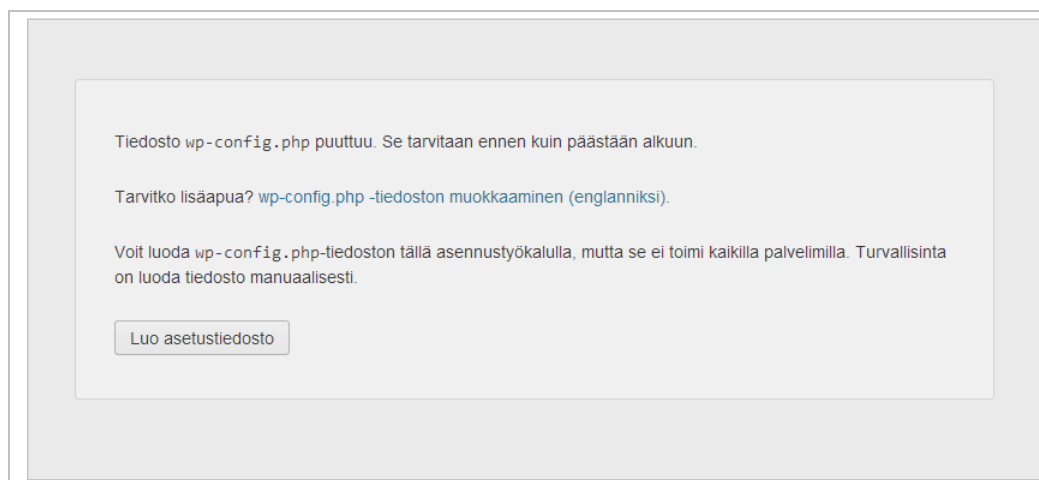 Tiedosto wp-config.php puuttuu. Se tarvitaan ennen kuin päästään alkuun.
Tarvitko lisäapua? wp-config.php -tiedoston muokkaaminen (englanniksi).
Voit luoda wp-config.php-tiedoston tällä asennustyökalulla, mutta se ei toimi kaikilla palvelimilla. Turvallisinta
on luoda tiedosto manuaalisesti.
Luo asetustiedosto